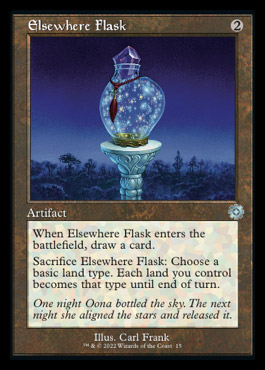 Elsewhere Flask 2
Artifact
When Elsewhere Flask enters the
battlefield, draw a card.
Sacrifice Elsewhere Flask: Choose a
basic land type. Each land you control
becomes that type until end of turn.
One night Oona bottled the sky. The next
night she aligned the stars and released it.
Illus. Carl Frank
™ & © 2022 Wizards of the Coast 15